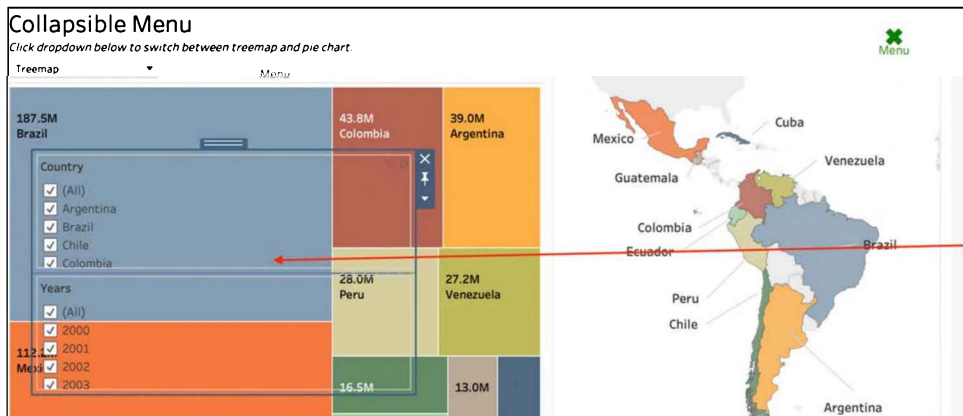 Collapsible Menu
Click dropdown below to switch between treemap and pie chart.
Menu
Treemap
Menu
187.5M
Brazil
43.8M
Colombia
39.0M
Argentina
Country
(All)
Argentina
Brazil
Chile
Colombia
Years
(All)
2000
2001
2002
2003
28.0M
Peru
27.2M
Venezuela
16.5M
13.0M
Mexico
Cuba
Guatemala
Venezuela
Colombia
Ecuador
Brazil
Peru
Chile
Argentina